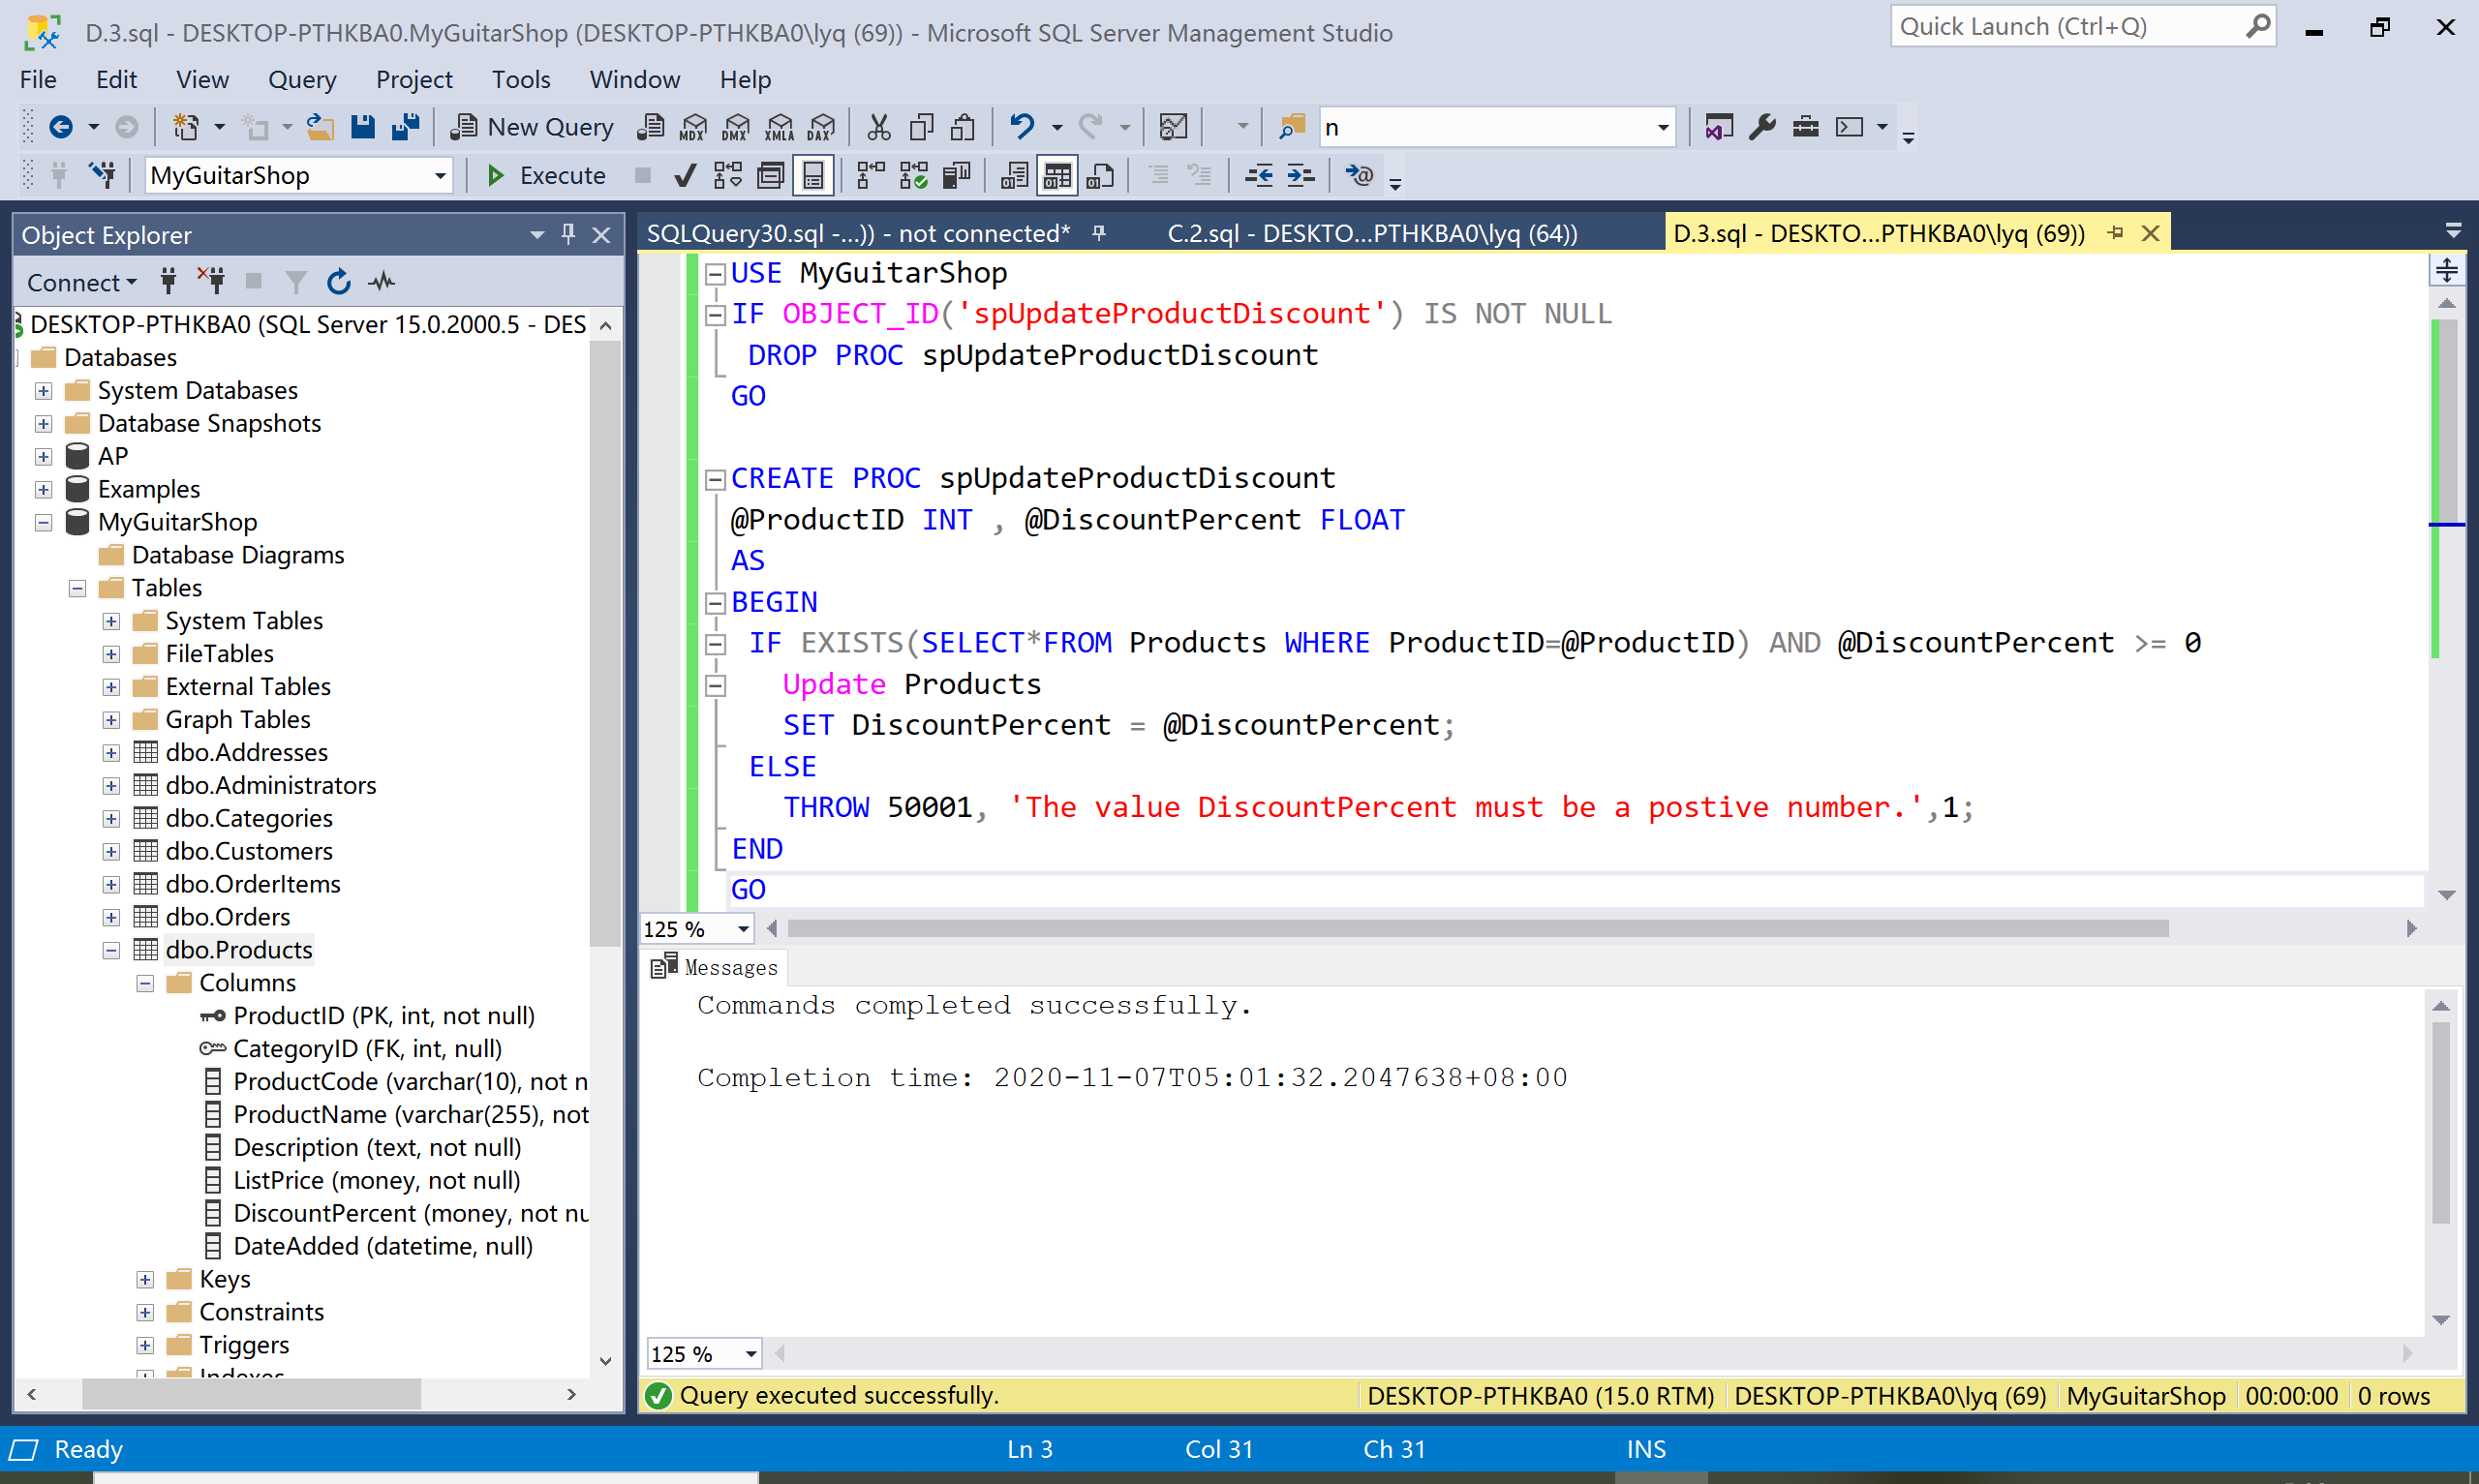 D.3.sql - DESKTOP-PTHKBA0.MyGuitarShop (DESKTOP-PTHKBA0\lyq (69)) - Microsoft SQL Server Management Studio
Quick Launch (Ctrl+Q)
File Edit View Query Project Tools Window Help
New Query MDX DMX XMLA DAX n
MyGuitarShop Execute
Object Explorer
Connect
DESKTOP-PTHKBA0 (SQL Server 15.0.2000.5 - DES
Databases
System Databases
Database Snapshots
AP
Examples
MyGuitarShop
Database Diagrams
Tables
System Tables
FileTables
External Tables
Graph Tables
dbo.Addresses
dbo.Administrators
dbo.Categories
dbo.Customers
dbo.OrderItems
dbo.Orders
dbo.Products
Columns
ProductID (PK, int, not null)
CategoryID (FK, int, null)
ProductCode (varchar(10), not n
ProductName (varchar(255), not
Description (text, not null)
ListPrice (money, not null)
DiscountPercent (money, not nu
DateAdded (datetime, null)
Keys
Constraints
Triggers
Indexes
SQLQuery30.sql -...)) - not connected* C.2.sql - DESKTO...PTHKBA0\lyq (64)) D.3.sql - DESKTO...PTHKBA0\lyq (69))
USE MyGuitarShop
IF OBJECT_ID('spUpdateProductDiscount') IS NOT NULL
DROP PROC spUpdateProductDiscount
GO
CREATE PROC spUpdateProductDiscount
@ProductID INT , @DiscountPercent FLOAT
AS
BEGIN
IF EXISTS(SELECT*FROM Products WHERE ProductID=@ProductID) AND @DiscountPercent >= 0
Update Products
SET DiscountPercent = @DiscountPercent;
ELSE
THROW 50001, 'The value DiscountPercent must be a postive number.',1;
END
GO
125 %
Messages
Commands completed successfully.
Completion time: 2020-11-07T05:01:32.2047638+08:00
125 %
Query executed successfully. DESKTOP-PTHKBA0 (15.0 RTM) DESKTOP-PTHKBA0\lyq (69) MyGuitarShop 00:00:00 0 rows
Ready Ln 3 Col 31 Ch 31 INS